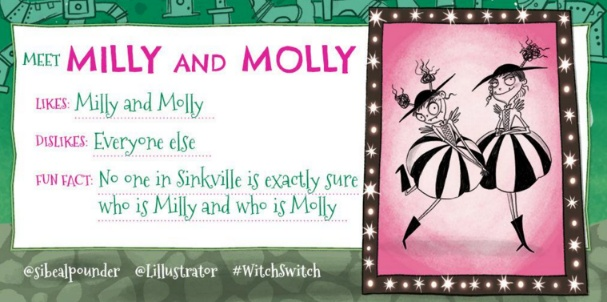 MEET MILLY AND MOLLY
LIKES: Milly and Molly
DISLIKES: Everyone else
FUN FACT: No one in Sinkville is exactly sure
who is Milly and who is Molly
@sibealpounder @Lillustrator #WitchSwitch